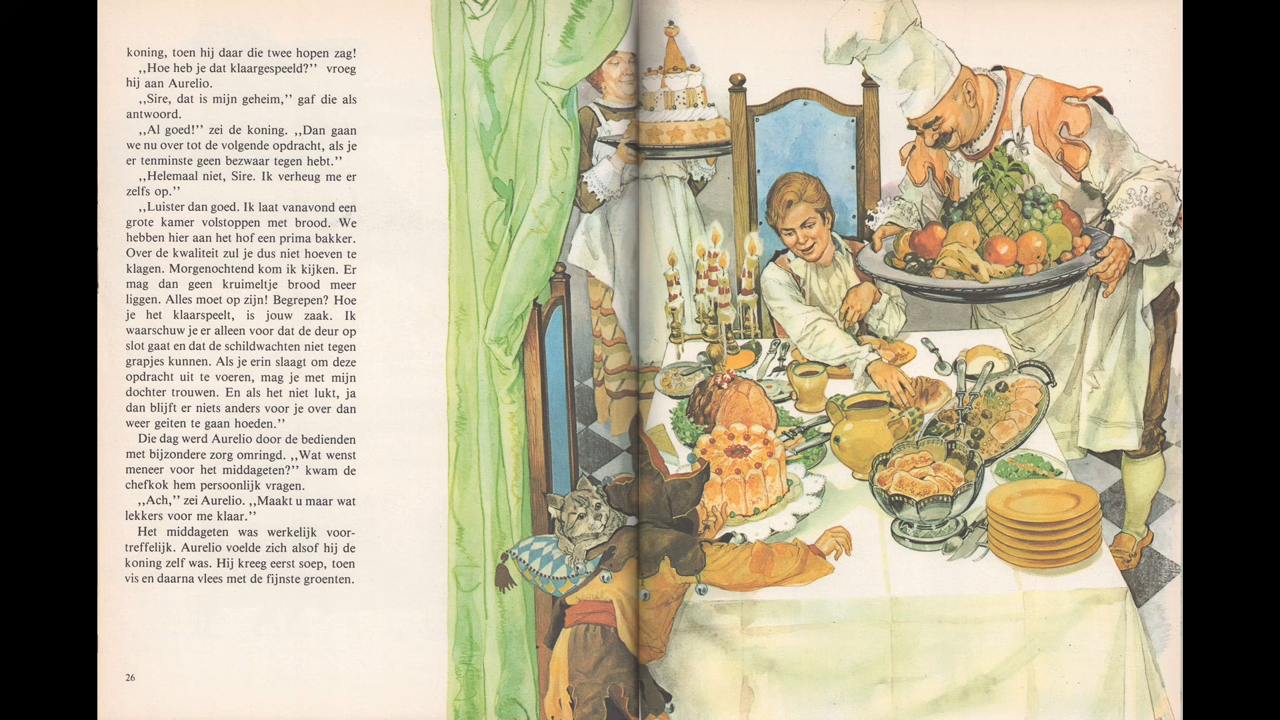 koning, toen hij daar die twee hopen zag!
,,Hoe heb je dat klaargespeeld?’’ vroeg
hij aan Aurelio.
,,Sire, dat is mijn geheim,’’ gaf die als
antwoord.
,,Al goed!’’ zei de koning. ,,Dan gaan
we nu over tot de volgende opdracht, als je
er tenminste geen bezwaar tegen hebt.’’
,,Helemaal niet, Sire. Ik verheug me er
zelfs op.’’
,,Luister dan goed. Ik laat vanavond een
grote kamer volstoppen met brood. We
hebben hier aan het hof een prima bakker.
Over de kwaliteit zul je dus niet hoeven te
klagen. Morgenochtend kom ik kijken. Er
mag dan geen kruimeltje brood meer
liggen. Alles moet op zijn! Begrepen? Hoe
je het klaarspeelt, is jouw zaak. Ik
waarschuw je er alleen voor dat de deur op
slot gaat en dat de schildwachten niet tegen
grapjes kunnen. Als je erin slaagt om deze
opdracht uit te voeren, mag je met mijn
dochter trouwen. En als het niet lukt, ja
dan blijft er niets anders voor je over dan
weer geiten te gaan hoeden.’’
Die dag werd Aurelio door de bedienden
met bijzondere zorg omringd. ,,Wat wenst
meneer voor het middageten?’’ kwam de
chefkok hem persoonlijk vragen.
,,Ach,’’ zei Aurelio. ,,Maakt u maar wat
lekkers voor me klaar.’’
Het middageten was werkelijk voor-
treffelijk. Aurelio voelde zich alsof hij de
koning zelf was. Hij kreeg eerst soep, toen
vis en daarna vlees met de fijnste groenten.
26